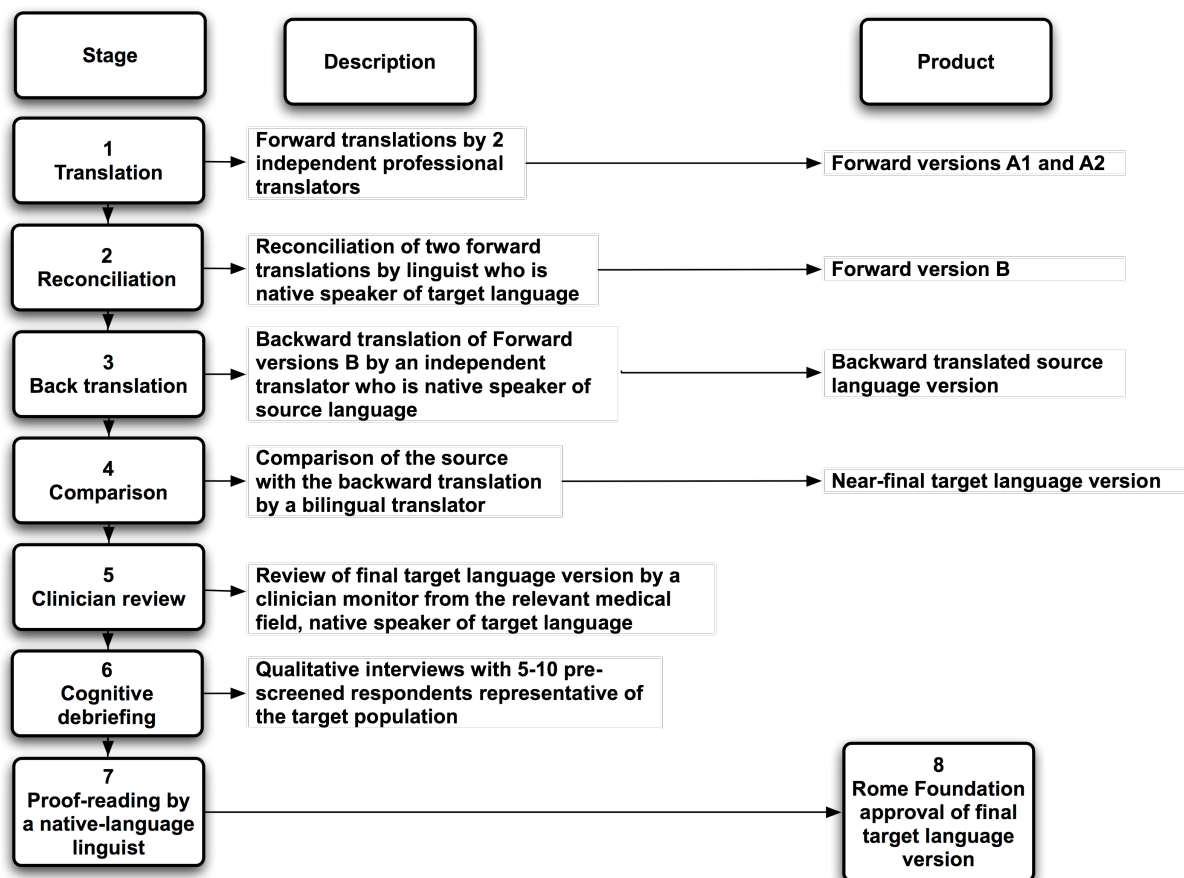 Stage
Description
Product
1
Translation
Forward translations by 2
independent professional
translators
Forward versions A1 and A2
2
Reconciliation
Reconciliation of two forward
translations by linguist who is
native speaker of target language
Forward version B
3
Back translation
Backward translation of Forward
versions B by an independent
translator who is native speaker of
source language
Backward translated source
language version
4
Comparison
Comparison of the source
with the backward translation
by a bilingual translator
Near-final target language version
5
Clinician review
Review of final target language version by a
clinician monitor from the relevant medical
field, native speaker of target language
6
Cognitive
debriefing
Qualitative interviews with 5-10 pre-
screened respondents representative of
the target population
7
Proof-reading by
a native-language
linguist
8
Rome Foundation
approval of final
target language
version